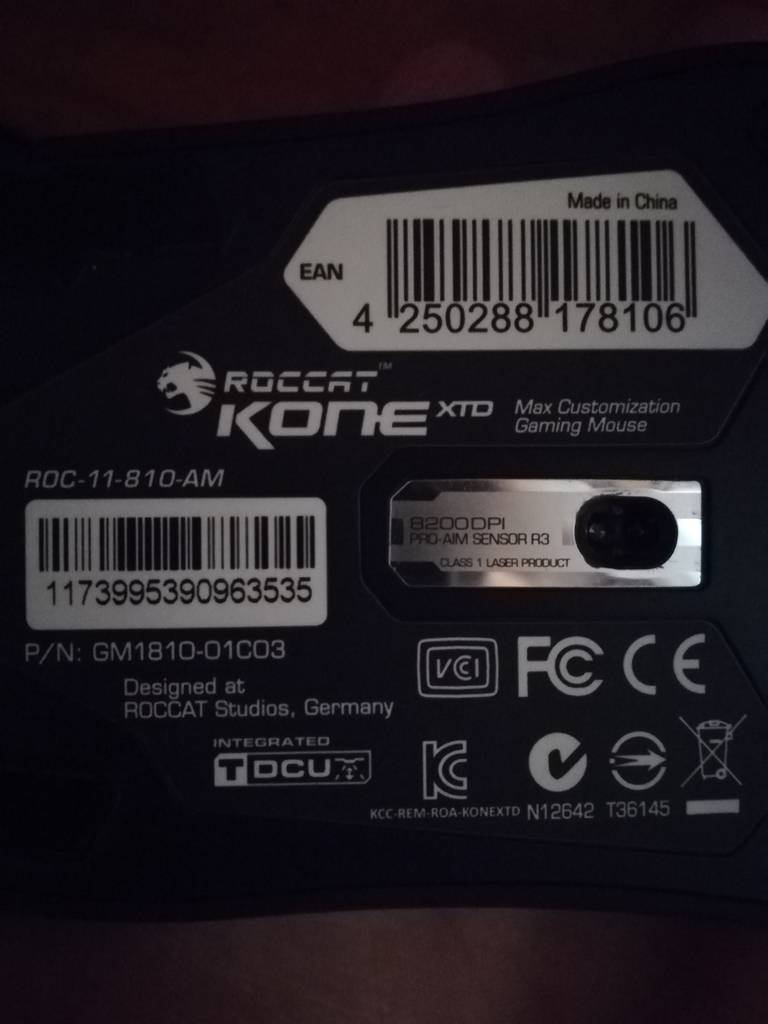 Made in China
EAN
4 250288 178106
ROCCAT™
KONE XTD
Max Customization
Gaming Mouse
ROC-11-810-AM
1173995390963535
8200DPI
PRO-AIM SENSOR R3
CLASS 1 LASER PRODUCT
P/N: GM1810-01C03
Designed at
ROCCAT Studios, Germany
VCI
FC CE
INTEGRATED
TDCU
KC
KCC-REM-ROA-KONEXTD
N12642
T36145